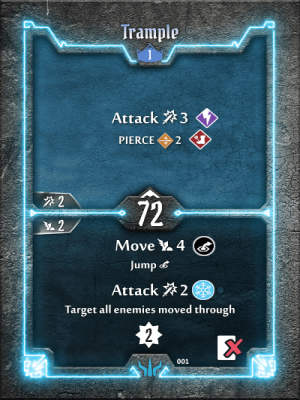 Trample
1
Attack 3
PIERCE 2
2
72
2
Move 4
Jump
Attack 2
Target all enemies moved through
2
001